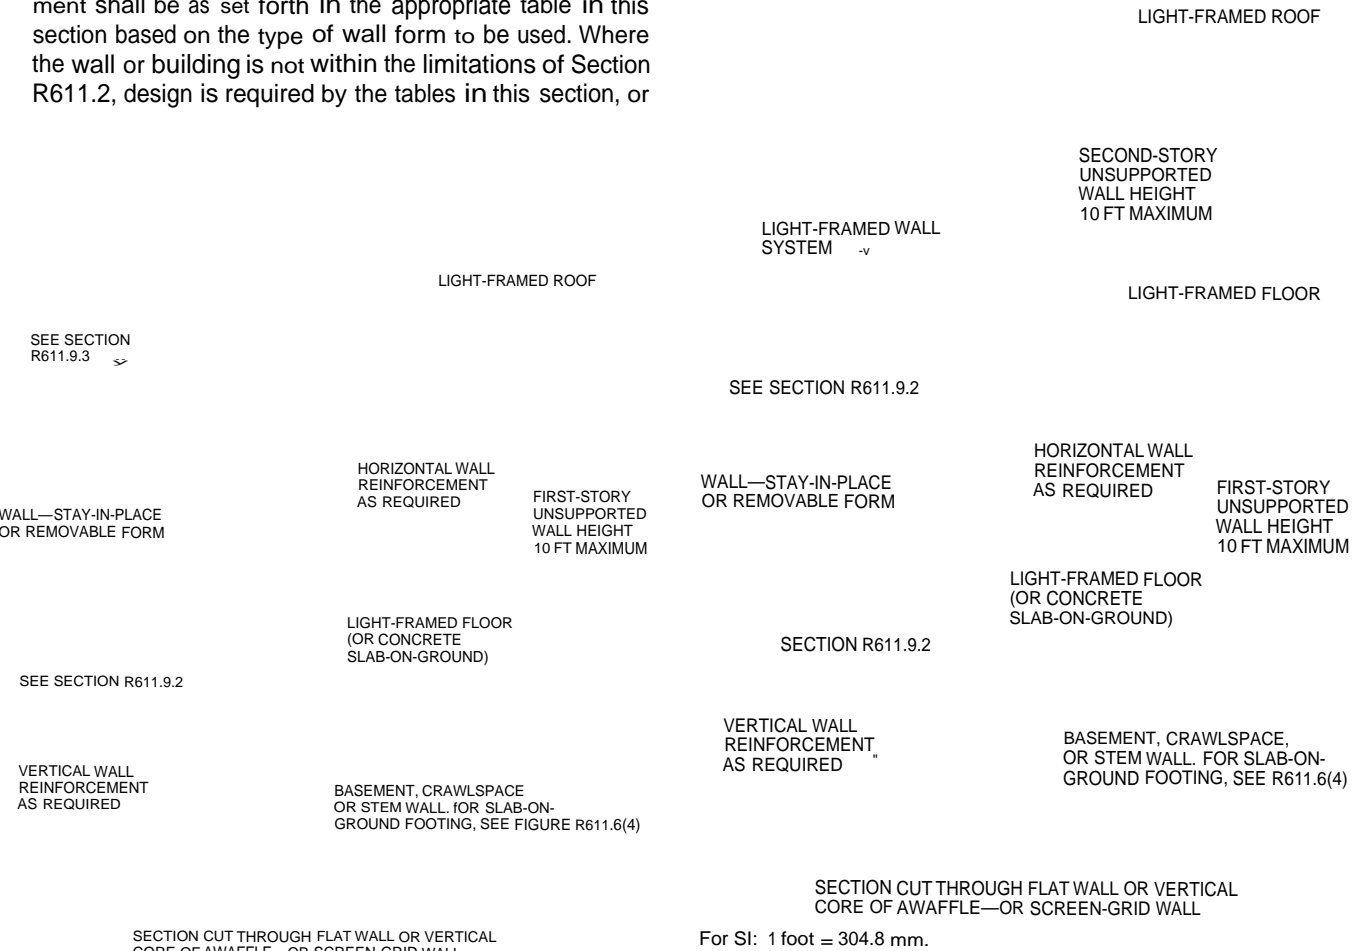 ment shall be as set forth in the appropriate table in this
section based on the type of wall form to be used. Where
the wall or building is not within the limitations of Section
R611.2, design is required by the tables in this section, or
LIGHT-FRAMED ROOF
SEE SECTION
R611.9.3
HORIZONTAL WALL
REINFORCEMENT
AS REQUIRED
FIRST-STORY
UNSUPPORTED
WALL HEIGHT
10 FT MAXIMUM
WALL—STAY-IN-PLACE
OR REMOVABLE FORM
LIGHT-FRAMED FLOOR
(OR CONCRETE
SLAB-ON-GROUND)
SEE SECTION R611.9.2
VERTICAL WALL
REINFORCEMENT
AS REQUIRED
BASEMENT, CRAWLSPACE
OR STEM WALL. fOR SLAB-ON-
GROUND FOOTING, SEE FIGURE R611.6(4)
SECTION CUT THROUGH FLAT WALL OR VERTICAL
CORE OF AWAFFLE—OR SCREEN-GRID WALL
LIGHT-FRAMED ROOF
SECOND-STORY
UNSUPPORTED
WALL HEIGHT
10 FT MAXIMUM
LIGHT-FRAMED WALL
SYSTEM -v
LIGHT-FRAMED FLOOR
SEE SECTION R611.9.2
HORIZONTAL WALL
REINFORCEMENT
AS REQUIRED
WALL—STAY-IN-PLACE
OR REMOVABLE FORM
FIRST-STORY
UNSUPPORTED
WALL HEIGHT
10 FT MAXIMUM
LIGHT-FRAMED FLOOR
(OR CONCRETE
SLAB-ON-GROUND)
SECTION R611.9.2
VERTICAL WALL
REINFORCEMENT
AS REQUIRED "
BASEMENT, CRAWLSPACE,
OR STEM WALL. FOR SLAB-ON-
GROUND FOOTING, SEE R611.6(4)
SECTION CUT THROUGH FLAT WALL OR VERTICAL
CORE OF AWAFFLE—OR SCREEN-GRID WALL
For SI: 1 foot = 304.8 mm.